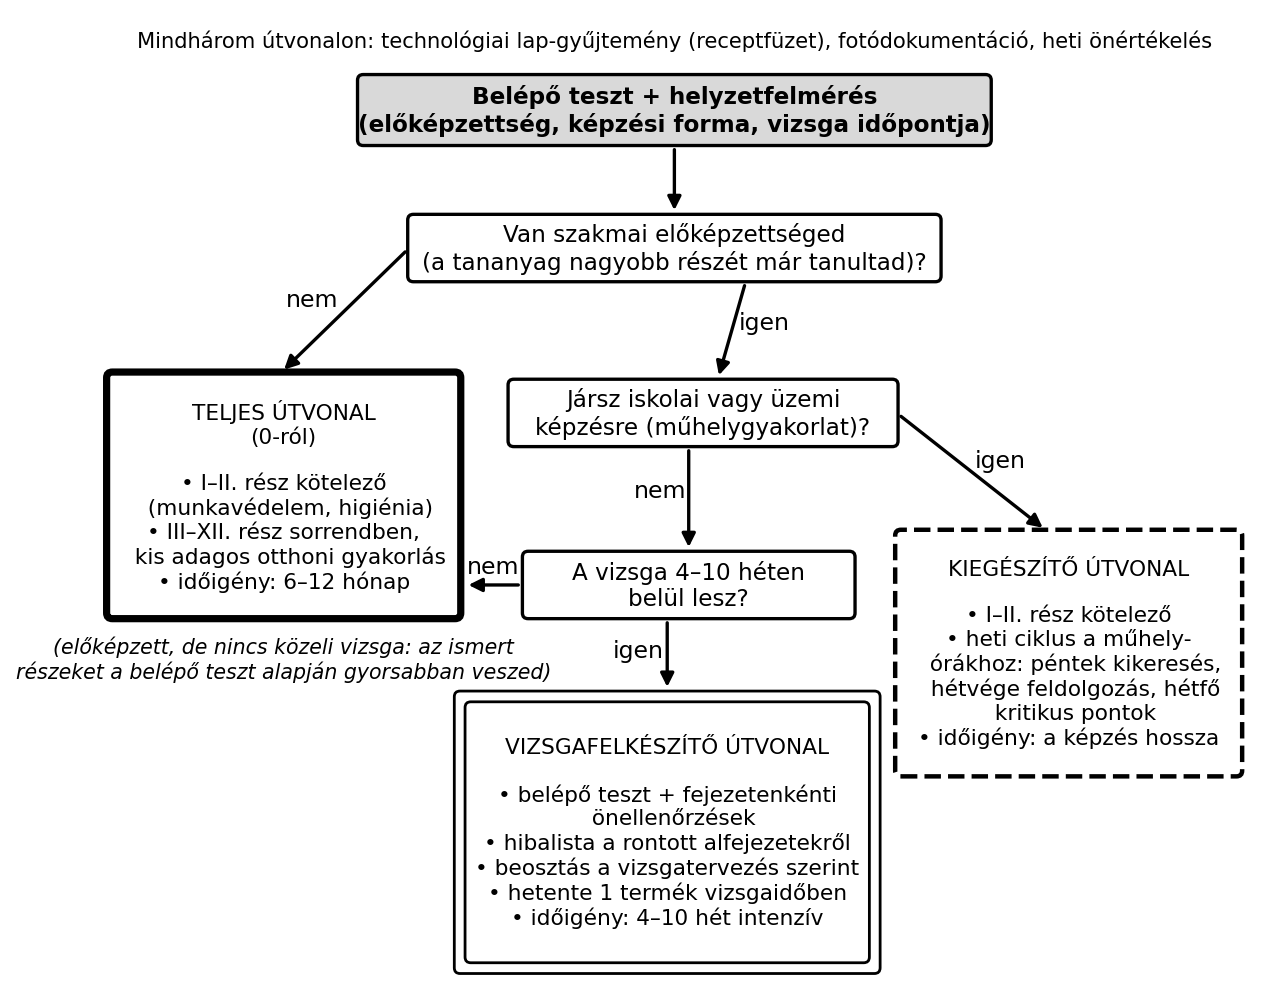 Mindhárom útvonalon: technológiai lap-gyűjtemény (receptfüzet), fotódokumentáció, heti önértékelés
Belépő teszt + helyzetfelmérés
(előképzettség, képzési forma, vizsga időpontja)
Van szakmai előképzettséged
(a tananyag nagyobb részét már tanultad)?
nem
igen
TELJES ÚTVONAL
(0-ról)
• I–II. rész kötelező
(munkavédelem, higiénia)
• III–XII. rész sorrendben,
kis adagos otthoni gyakorlás
• időigény: 6–12 hónap
Jársz iskolai vagy üzemi
képzésre (műhelygyakorlat)?
nem
igen
A vizsga 4–10 héten
belül lesz?
nem
igen
(előképzett, de nincs közeli vizsga: az ismert
részeket a belépő teszt alapján gyorsabban veszed)
KIEGÉSZÍTŐ ÚTVONAL
• I–II. rész kötelező
• heti ciklus a műhely-
órákhoz: péntek kikeresés,
hétvége feldolgozás, hétfő
kritikus pontok
• időigény: a képzés hossza
VIZSGAFELKÉSZÍTŐ ÚTVONAL
• belépő teszt + fejezetenkénti
önellenőrzések
• hibalista a rontott alfejezetekről
• beosztás a vizsgatervezés szerint
• hetente 1 termék vizsgaidőben
• időigény: 4–10 hét intenzív